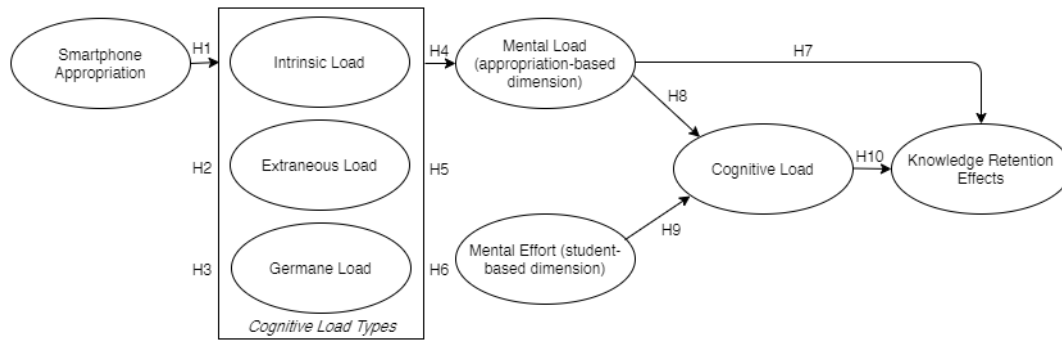 Smartphone
Appropriation
H1
Intrinsic Load
H4
Mental Load
(appropriation-based
dimension)
H7
H8
H2
Extraneous Load
H5
Cognitive Load
H10
Knowledge Retention
Effects
H3
Germane Load
H6
Mental Effort (student-
based dimension)
H9
Cognitive Load Types